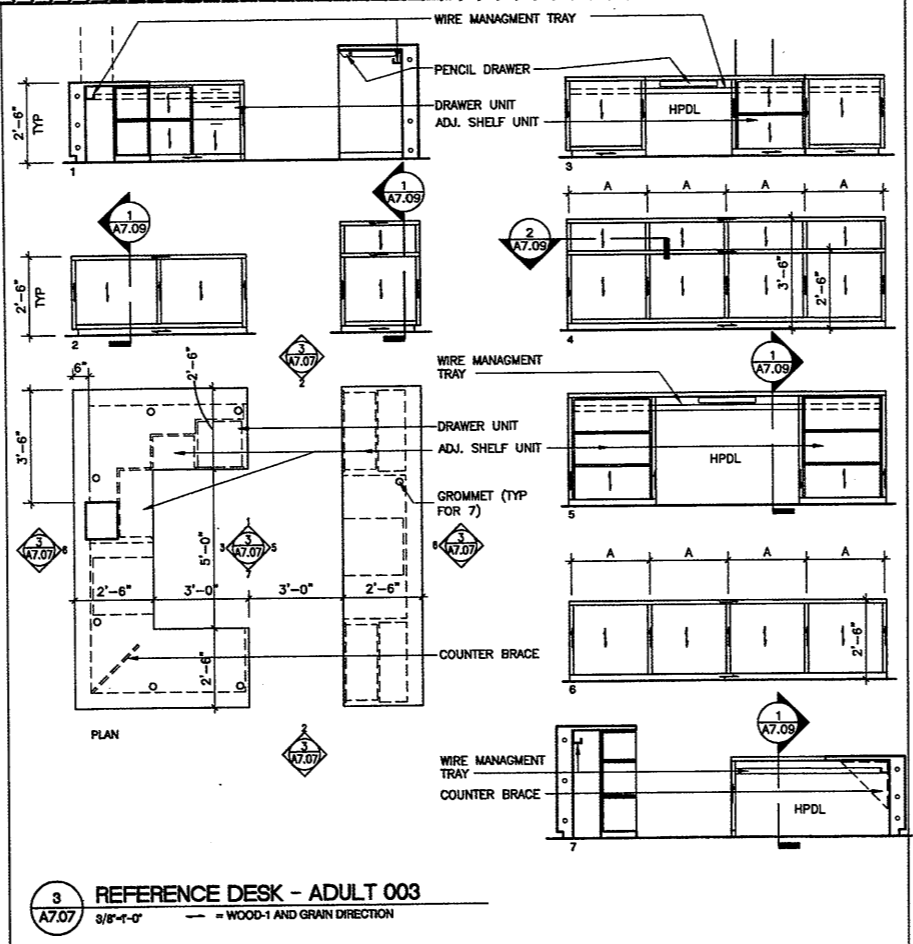 WIRE MANAGMENT TRAY
PENCIL DRAWER
DRAWER UNIT
ADJ. SHELF UNIT
2'-6"
TYP
1
HPDL
3
1
A7.09
1
A7.09
2'-6"
TYP
2
A A A A
2
A7.09
3'-6"
2'-6"
4
3
A7.07
2
6"
2'-6"
3'-6"
WIRE MANAGMENT
TRAY
DRAWER UNIT
ADJ. SHELF UNIT
GROMMET (TYP
FOR 7)
1
A7.09
HPDL
5
3
A7.07
6
1
3
3
A7.07
5
7
5'-0"
3
A7.07
2'-6" 3'-0" 3'-0" 2'-6"
2'-6"
COUNTER BRACE
A A A A
2'-6"
6
PLAN
2
3
A7.07
1
A7.09
WIRE MANAGMENT
TRAY
COUNTER BRACE
HPDL
7
3
A7.07
REFERENCE DESK - ADULT 003
3/8"=1'-0"
= WOOD-1 AND GRAIN DIRECTION